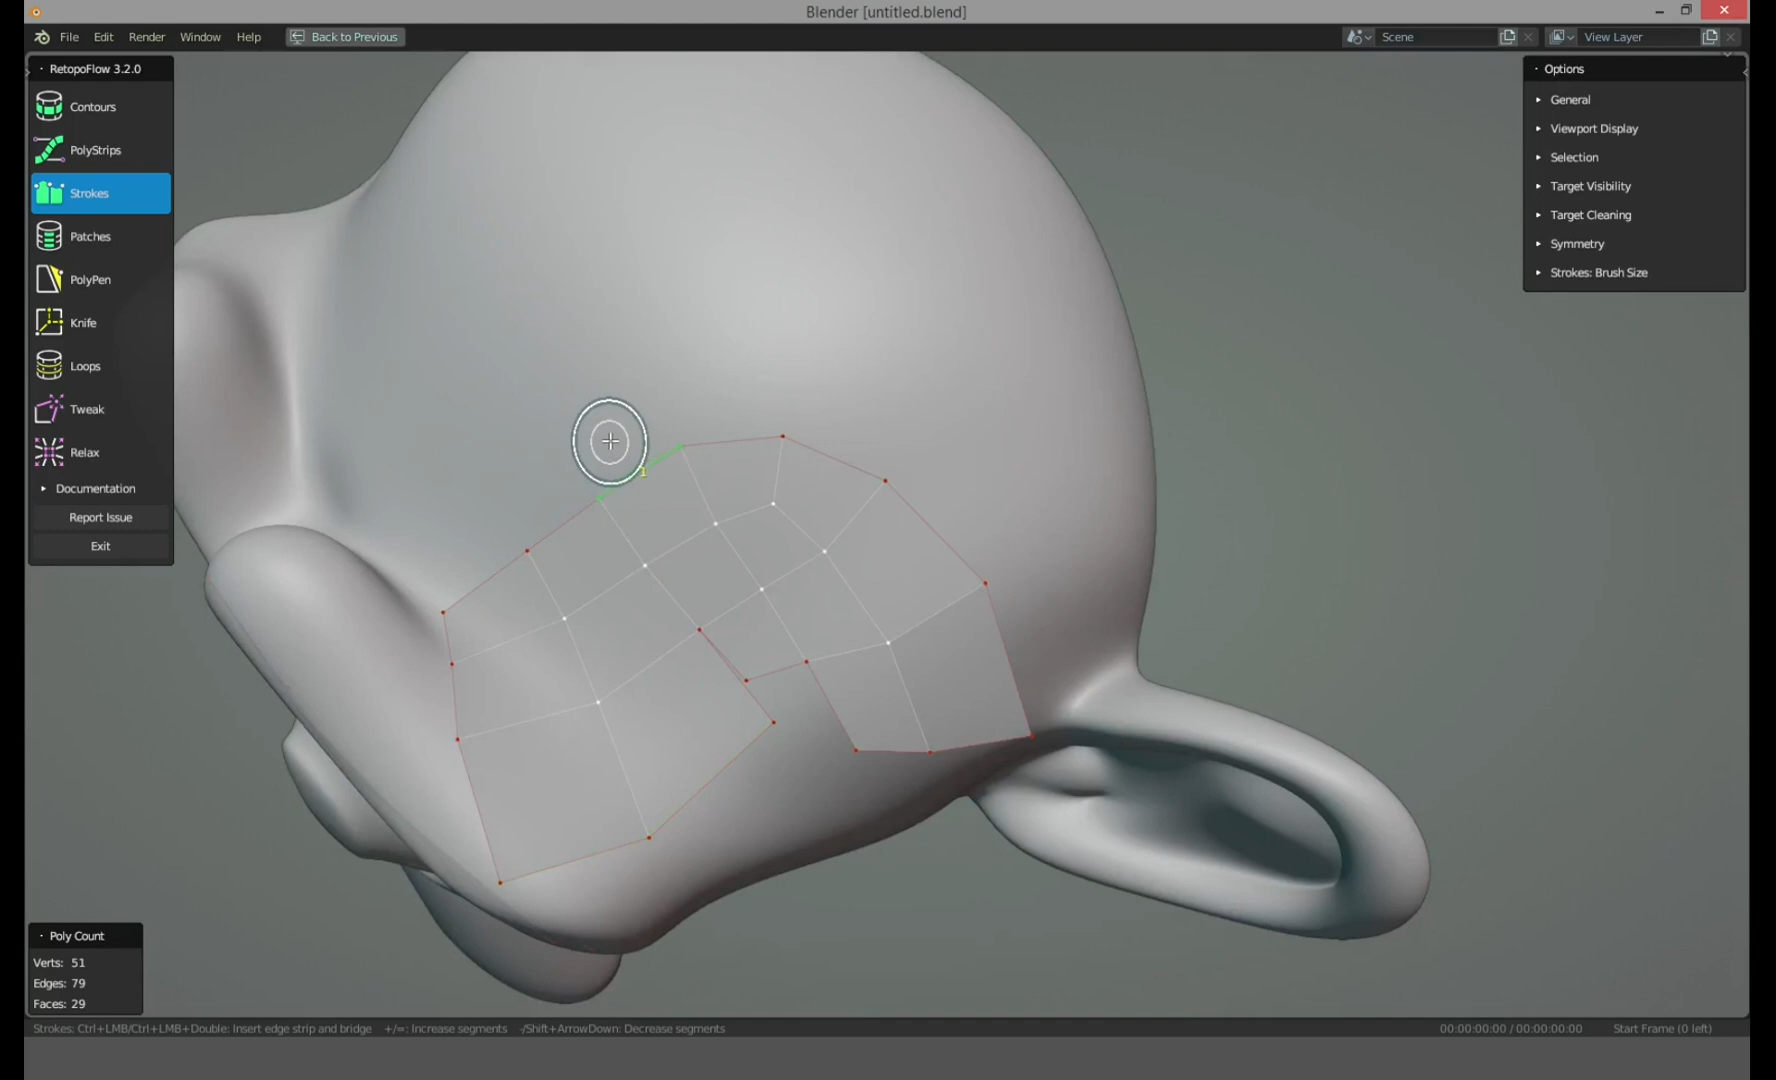 Blender [untitled.blend]
File Edit Render Window Help Back to Previous Scene View Layer
RetopoFlow 3.2.0
Contours
PolyStrips
Strokes
Patches
PolyPen
Knife
Loops
Tweak
Relax
Documentation
Report Issue
Exit
Options
General
Viewport Display
Selection
Target Visibility
Target Cleaning
Symmetry
Strokes: Brush Size
1
Poly Count
Verts: 51
Edges: 79
Faces: 29
Strokes: Ctrl+LMB/Ctrl+LMB+Double: Insert edge strip and bridge +/=: Increase segments -/Shift+ArrowDown: Decrease segments 00:00:00:00 / 00:00:00:00 Start Frame (0 left)